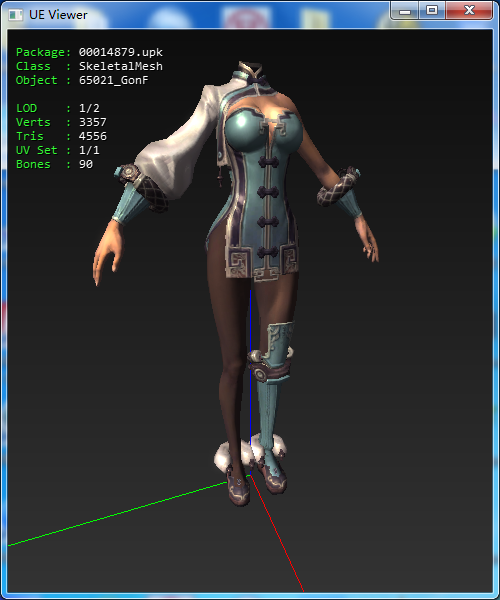 UE Viewer
Package: 00014879.upk
Class : SkeletalMesh
Object : 65021_GonF
LOD : 1/2
Verts : 3357
Tris : 4556
UV Set : 1/1
Bones : 90